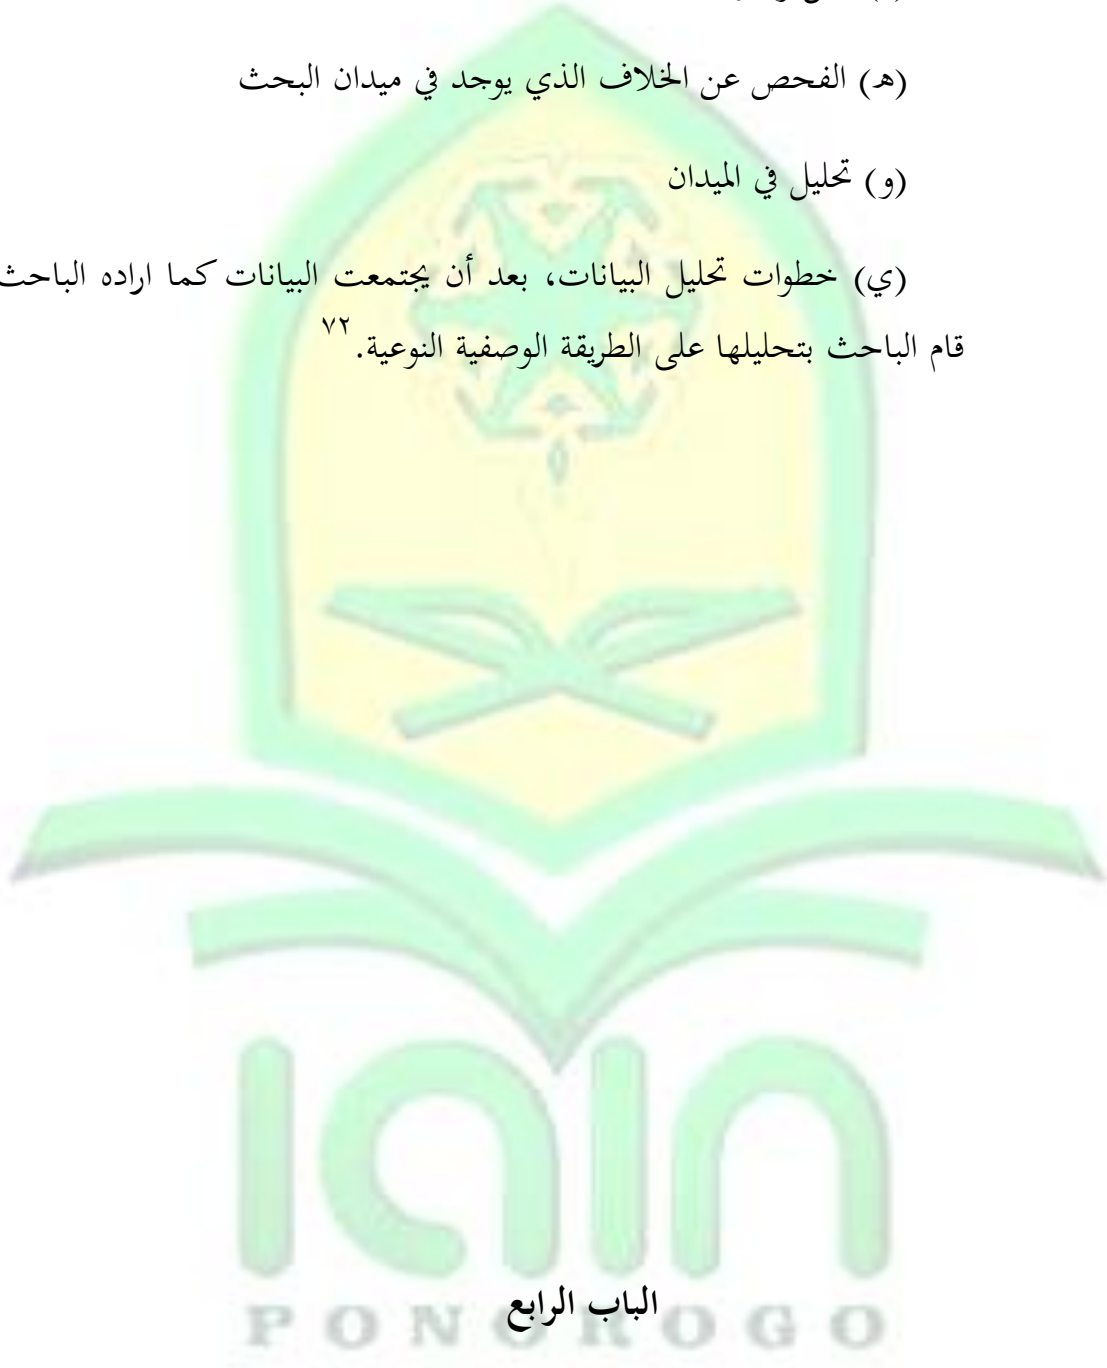 (ه) الفحص عن الخلاف الذي يوجد في ميدان البحث
(و) تحليل في الميدان
(ي) خطوات تحليل البيانات، بعد أن يجتمعت البيانات كما اراده الباحث
قام الباحث بتحليلها على الطريقة الوصفية النوعية.٧٢
iain
الباب الرابع
PONOROGO